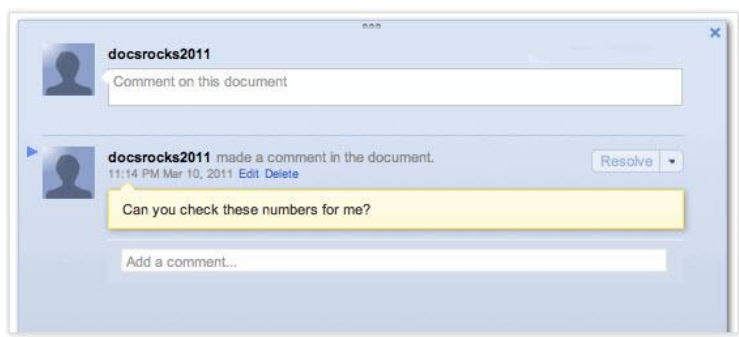 docsrocks2011
Comment on this document
docsrocks2011 made a comment in the document.
Resolve
11:14 PM Mar 10, 2011 Edit Delete
Can you check these numbers for me?
Add a comment...